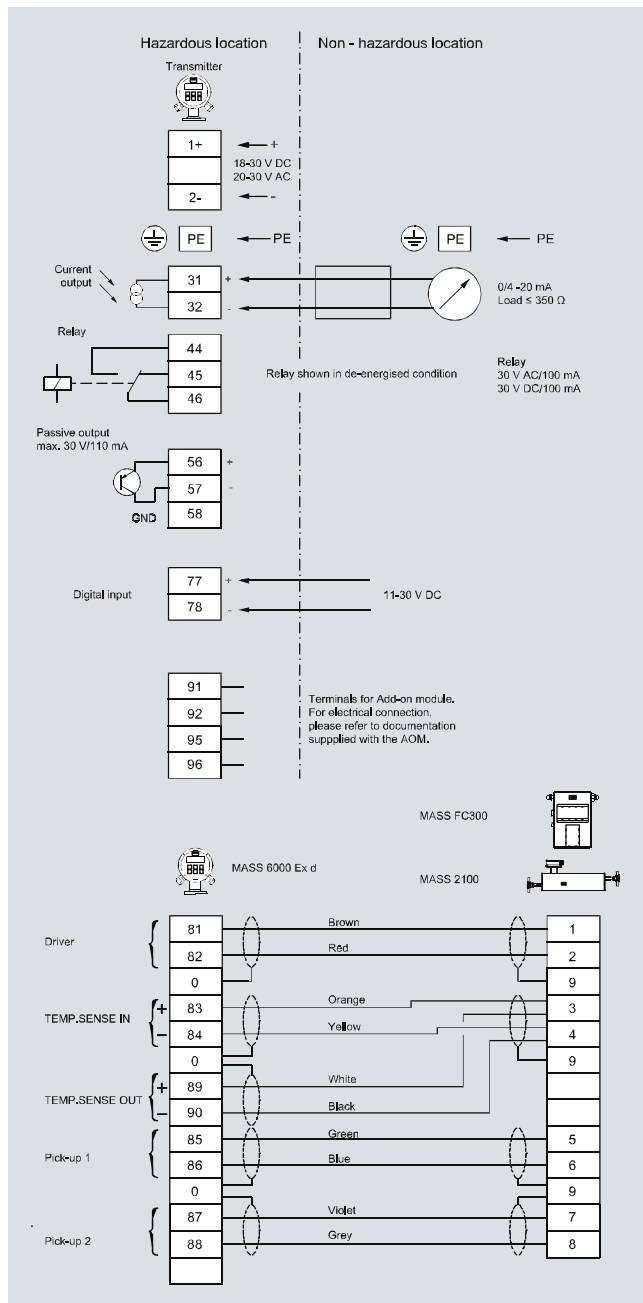 Hazardous location
Non - hazardous location
Transmitter
1+
+
18-30 V DC
20-30 V AC
2-
-
PE
PE
PE
PE
Current
output
31
+
32
-
0/4 -20 mA
Load ≤ 350 Ω
Relay
44
45
46
Relay shown in de-energised condition
Relay
30 V AC/100 mA
30 V DC/100 mA
Passive output
max. 30 V/110 mA
56
+
57
-
58
GND
Digital input
77
+
78
-
11-30 V DC
91
92
95
96
Terminals for Add-on module.
For electrical connection,
please refer to documentation
suppplied with the AOM.
MASS FC300
MASS 6000 Ex d
MASS 2100
Driver
81
Brown
1
82
Red
2
0
9
TEMP.SENSE IN
+
83
Orange
3
-
84
Yellow
4
0
9
TEMP.SENSE OUT
+
89
White
-
90
Black
Pick-up 1
85
Green
5
86
Blue
6
0
9
Pick-up 2
87
Violet
7
88
Grey
8